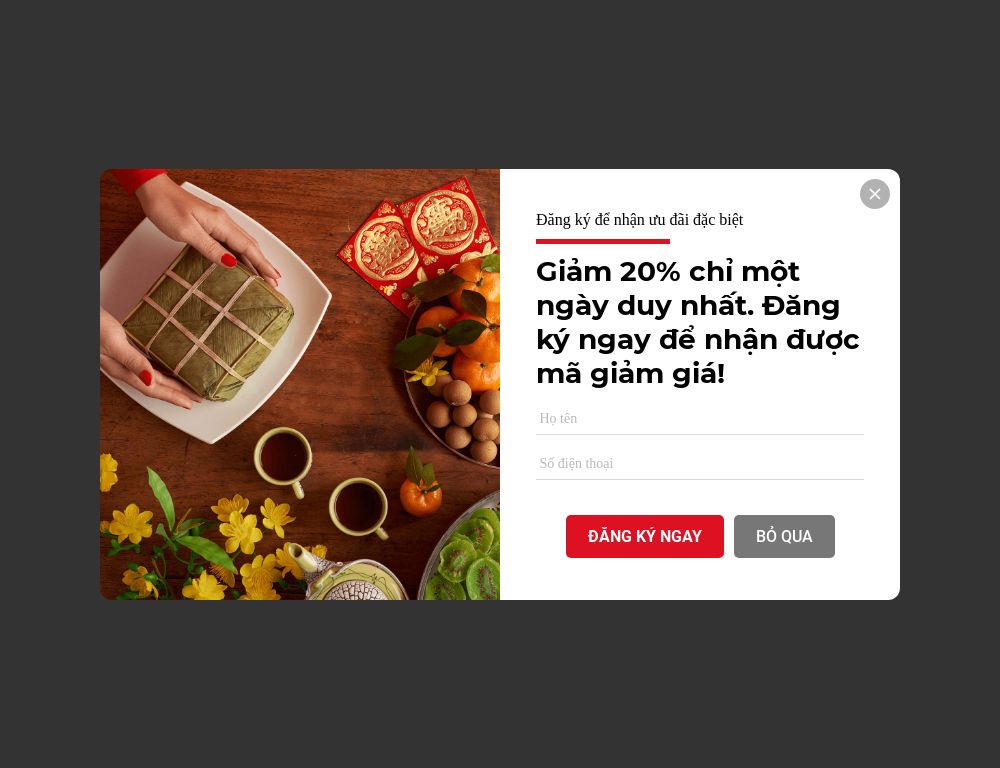 Đăng ký để nhận ưu đãi đặc biệt
Giảm 20% chỉ một
ngày duy nhất. Đăng
ký ngay để nhận được
mã giảm giá!
Họ tên
Số điện thoại
ĐĂNG KÝ NGAY
BỎ QUA